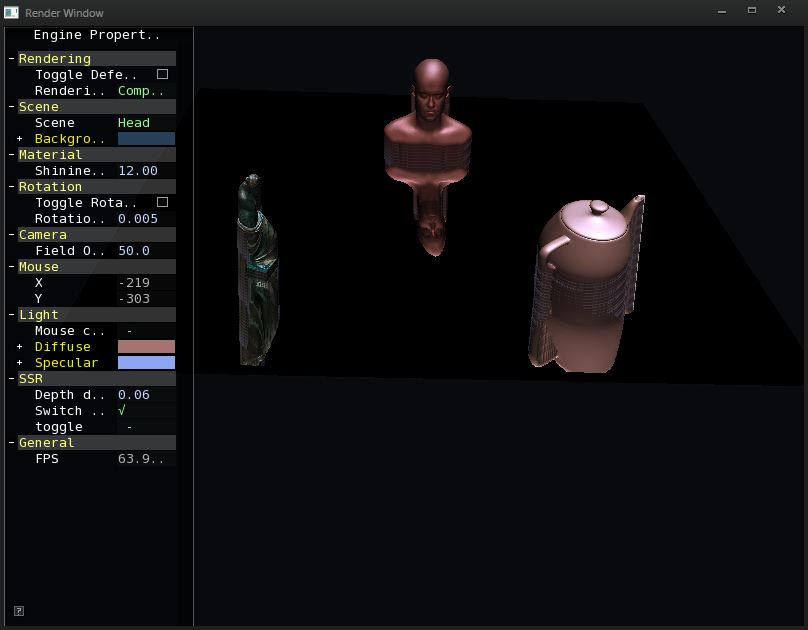 Render Window
Engine Propert..
Rendering
Toggle Defe..
Renderi.. Comp..
Scene
Scene Head
+ Backgro..
Material
Shinine.. 12.00
Rotation
Toggle Rota..
Rotatio.. 0.005
Camera
Field O.. 50.0
Mouse
X -219
Y -303
Light
Mouse c.. -
+ Diffuse
+ Specular
SSR
Depth d.. 0.06
Switch .. √
toggle -
General
FPS 63.9..
?